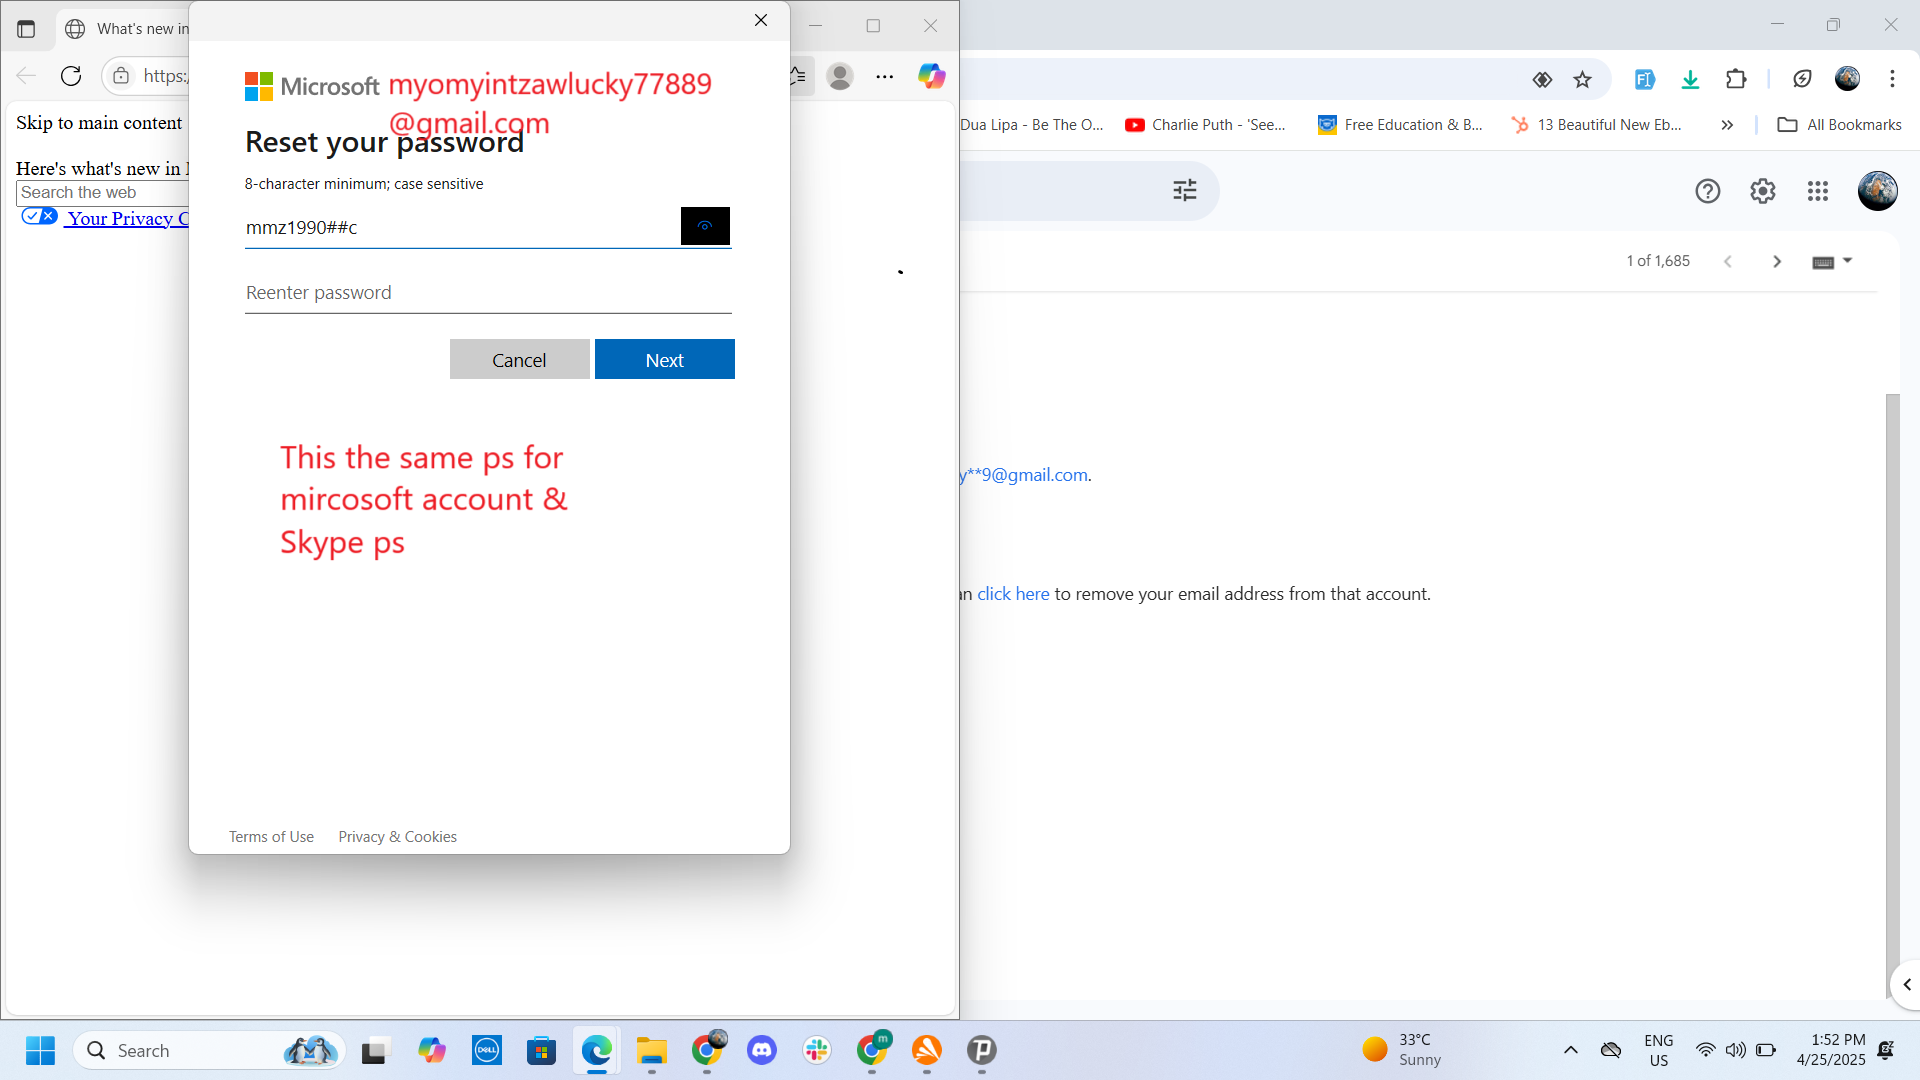 What's new in
https:/
Skip to main content
Here's what's new in
Search the web
Your Privacy C
Microsoft
myomyintzawlucky77889
@gmail.com
Reset your password
8-character minimum; case sensitive
mmz1990##c
Reenter password
Cancel
Next
This the same ps for
mircosoft account &
Skype ps
Terms of Use
Privacy & Cookies
Dua Lipa - Be The O...
Charlie Puth - 'See...
Free Education & B...
13 Beautiful New Eb...
All Bookmarks
1 of 1,685
y**9@gmail.com.
an click here to remove your email address from that account.
Search
DELL
m
33°C
Sunny
ENG
US
1:52 PM
4/25/2025